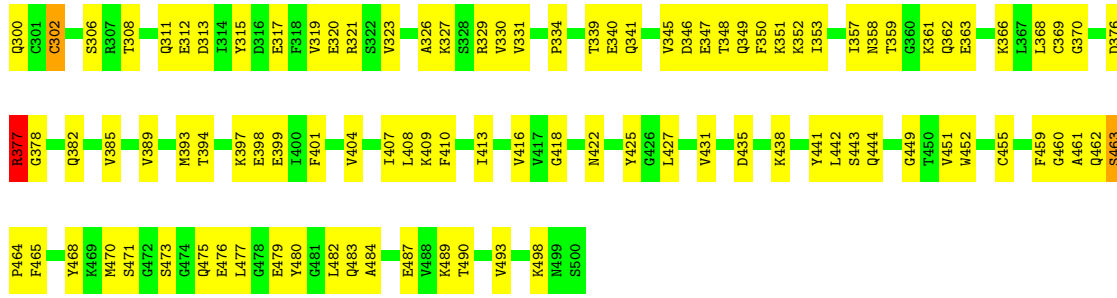 Q300 C301 C302 S306 R307 T308 Q311 E312 D313 I314 Y315 D316 E317 F318 V319 E320 R321 S322 V323 A326 K327 S328 R329 V330 V331 P334 T339 E340 Q341 V345 D346 E347 T348 Q349 F350 K351 K352 I353 I357 N358 T359 G360 K361 Q362 E363 K366 L367 L368 C369 G370 D376
R377 G378 Q382 V385 V389 M393 T394 K397 E398 E399 I400 F401 V404 I407 L408 K409 F410 I413 V416 V417 G418 N422 Y425 G426 L427 V431 D435 K438 Y441 L442 S443 Q444 G449 T450 V451 W452 C455 F459 G460 A461 Q462 S463
P464 F465 Y468 K469 M470 S471 G472 S473 G474 Q475 E476 L477 G478 E479 Y480 G481 L482 Q483 A484 E487 V488 K489 T490 V493 K498 N499 S500